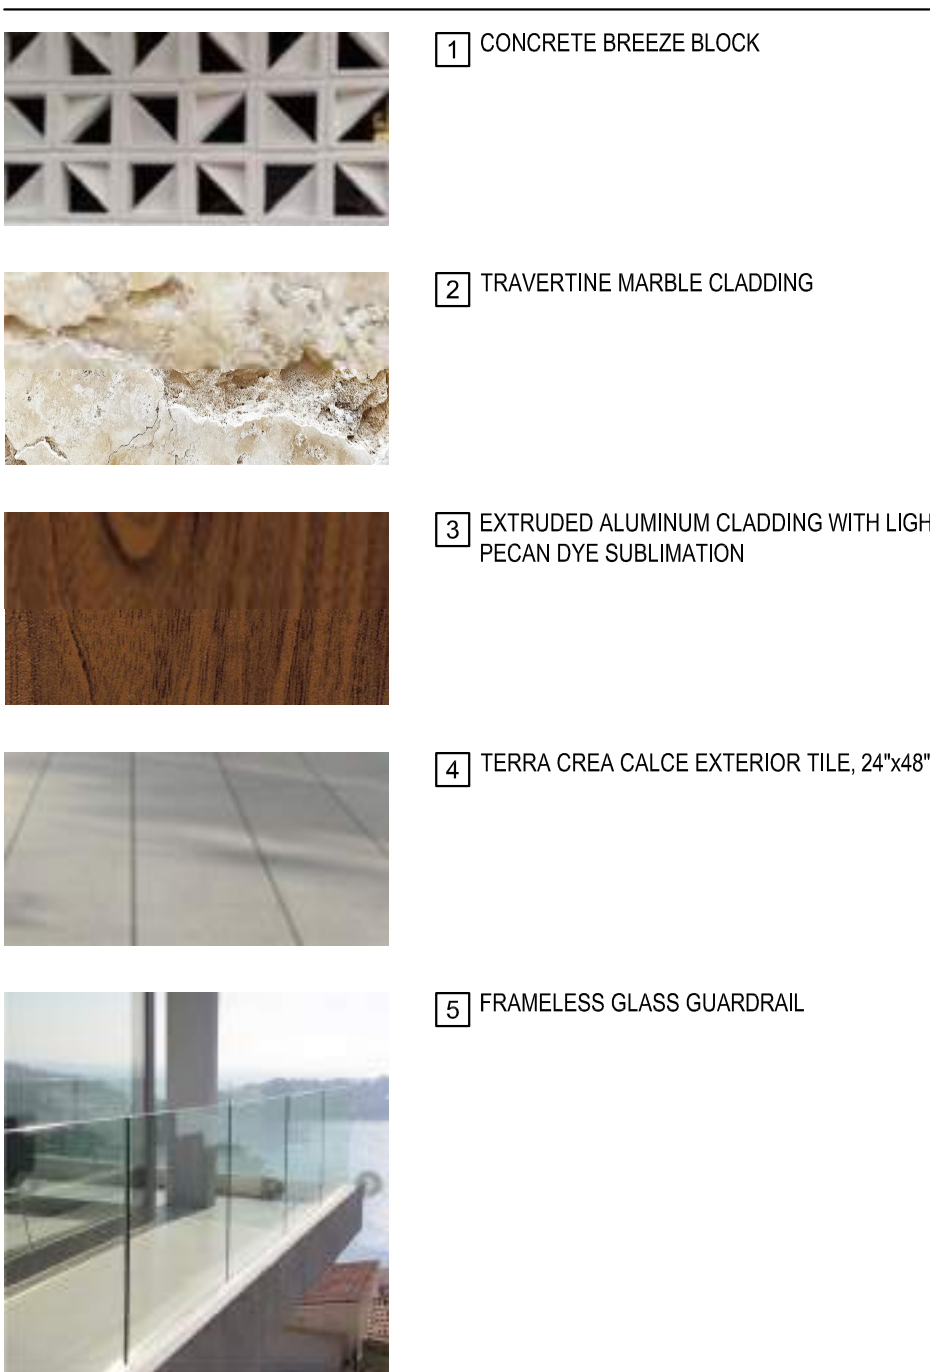 1 CONCRETE BREEZE BLOCK
2 TRAVERTINE MARBLE CLADDING
3 EXTRUDED ALUMINUM CLADDING WITH LIGH
PECAN DYE SUBLIMATION
4 TERRA CREA CALCE EXTERIOR TILE, 24"x48"
5 FRAMELESS GLASS GUARDRAIL